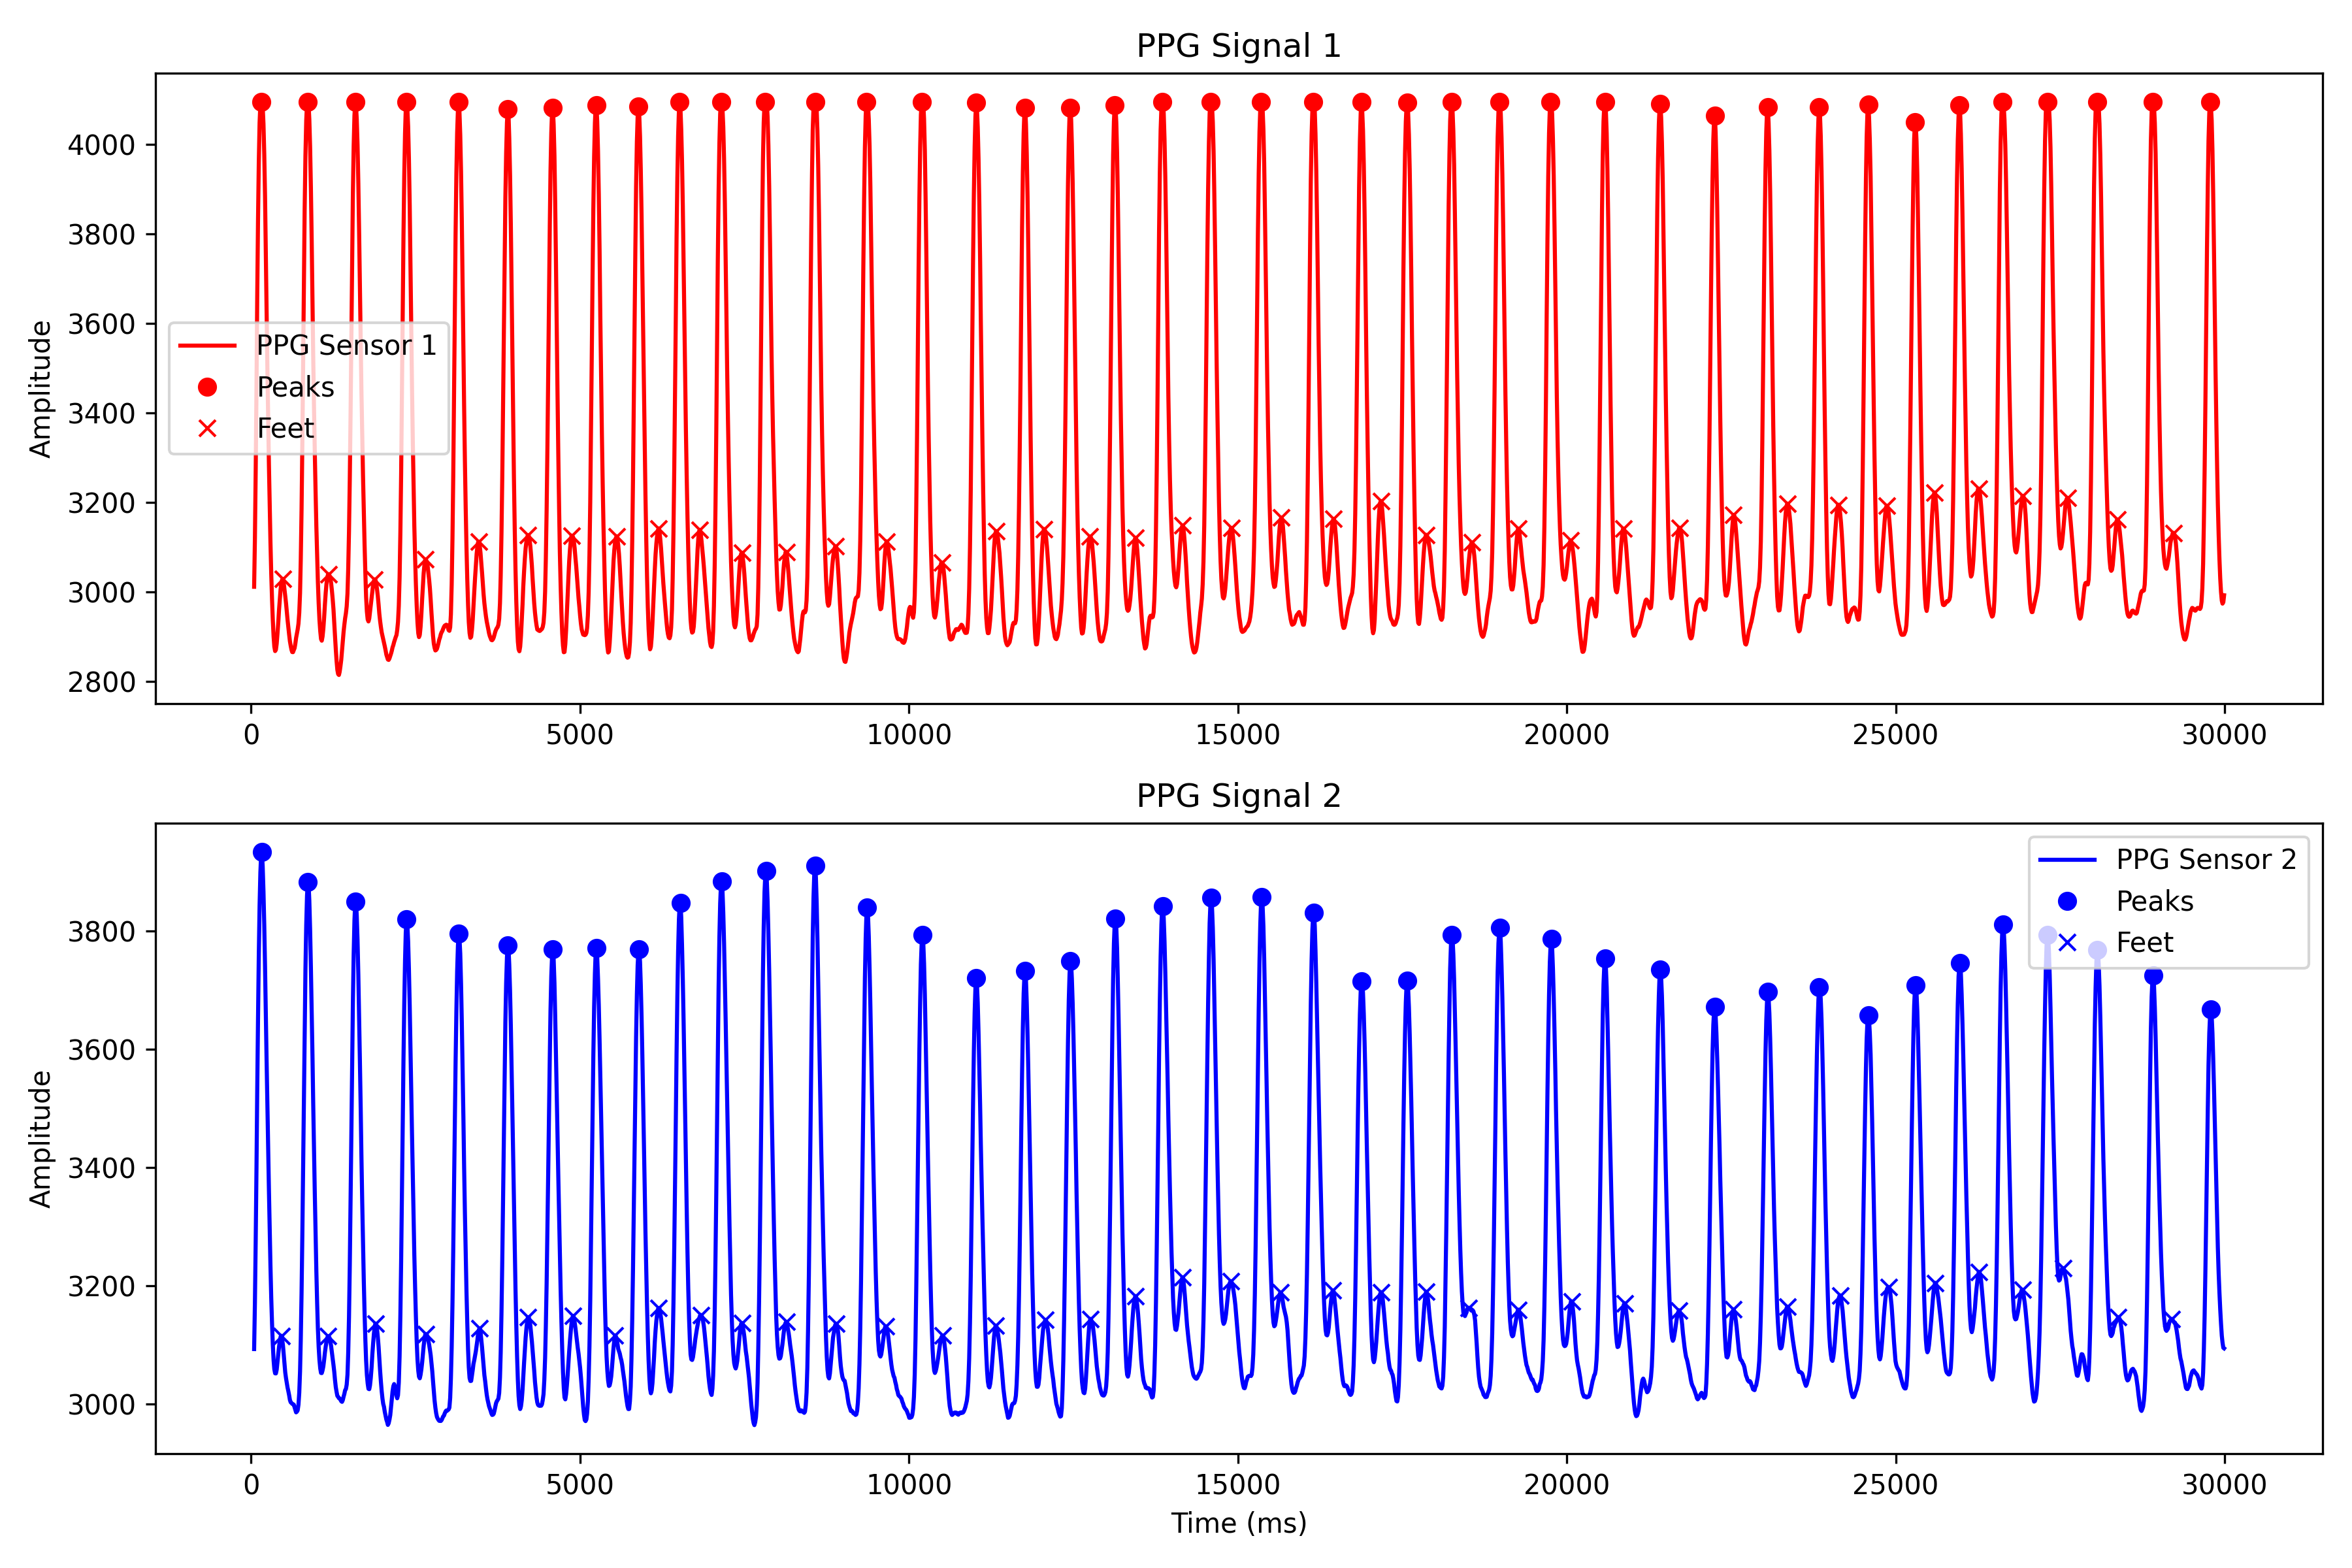 PPG Signal 1
Amplitude
4000
3800
3600
3400
3200
3000
2800
PPG Sensor 1
Peaks
Feet
0 5000 10000 15000 20000 25000 30000
PPG Signal 2
Amplitude
3800
3600
3400
3200
3000
PPG Sensor 2
Peaks
Feet
0 5000 10000 15000 20000 25000 30000
Time (ms)